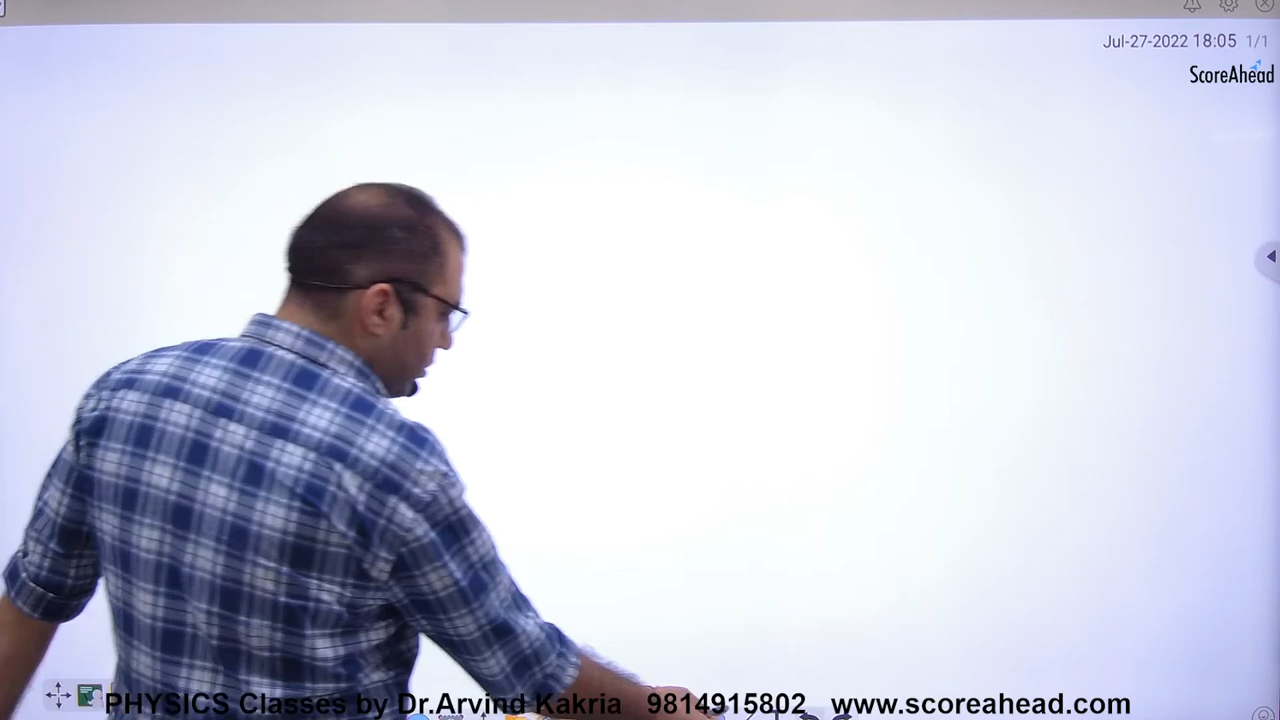 Jul-27-2022 18:05 1/1
ScoreAhead
PHYSICS Classes by Dr.Arvind Kakria 9814915802 www.scoreahead.com